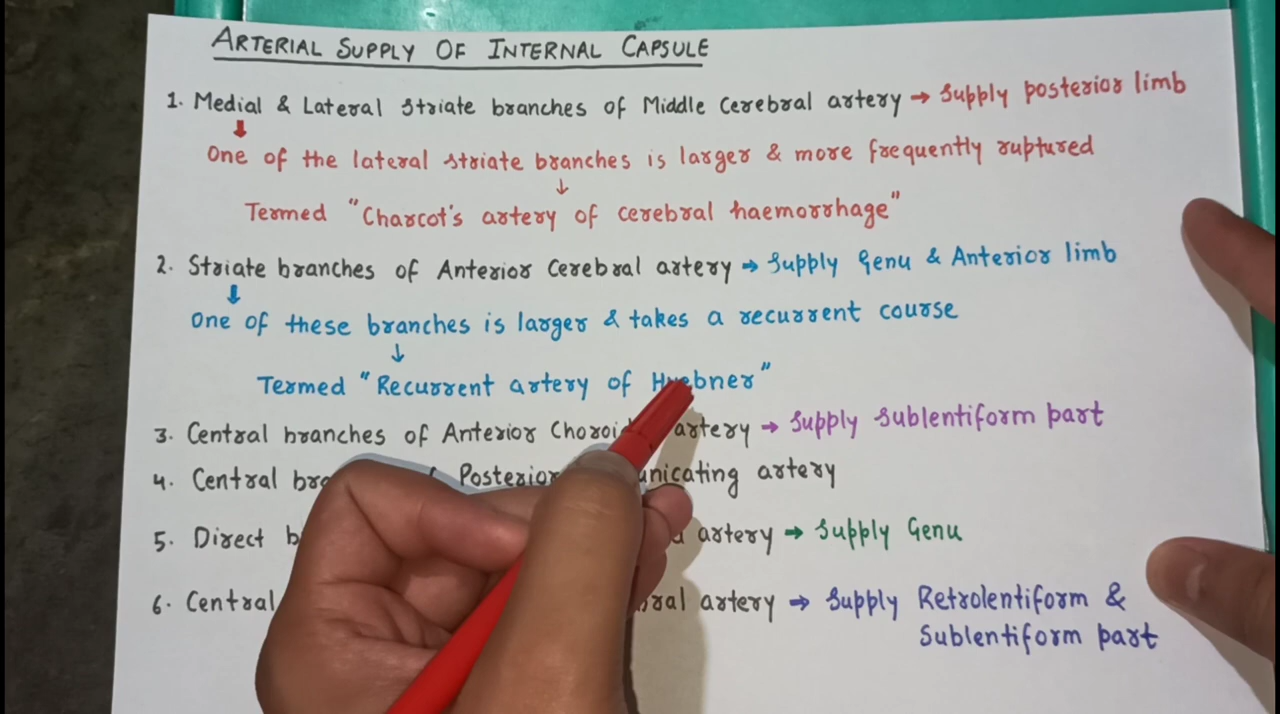 ARTERIAL SUPPLY OF INTERNAL CAPSULE
1. Medial & Lateral striate branches of Middle cerebral artery → supply posterior limb
One of the lateral striate branches is larger & more frequently ruptured
Termed "Charcot's artery of cerebral haemorrhage"
2. Striate branches of Anterior Cerebral artery → supply Genu & Anterior limb
One of these branches is larger & takes a recurrent course
Termed "Recurrent artery of Huebner"
3. Central branches of Anterior artery → supply sublentiform part
4. Central Posterior artery
5. Direct artery → supply Genu
6. Central artery → supply Retrolentiform &
Sublentiform part